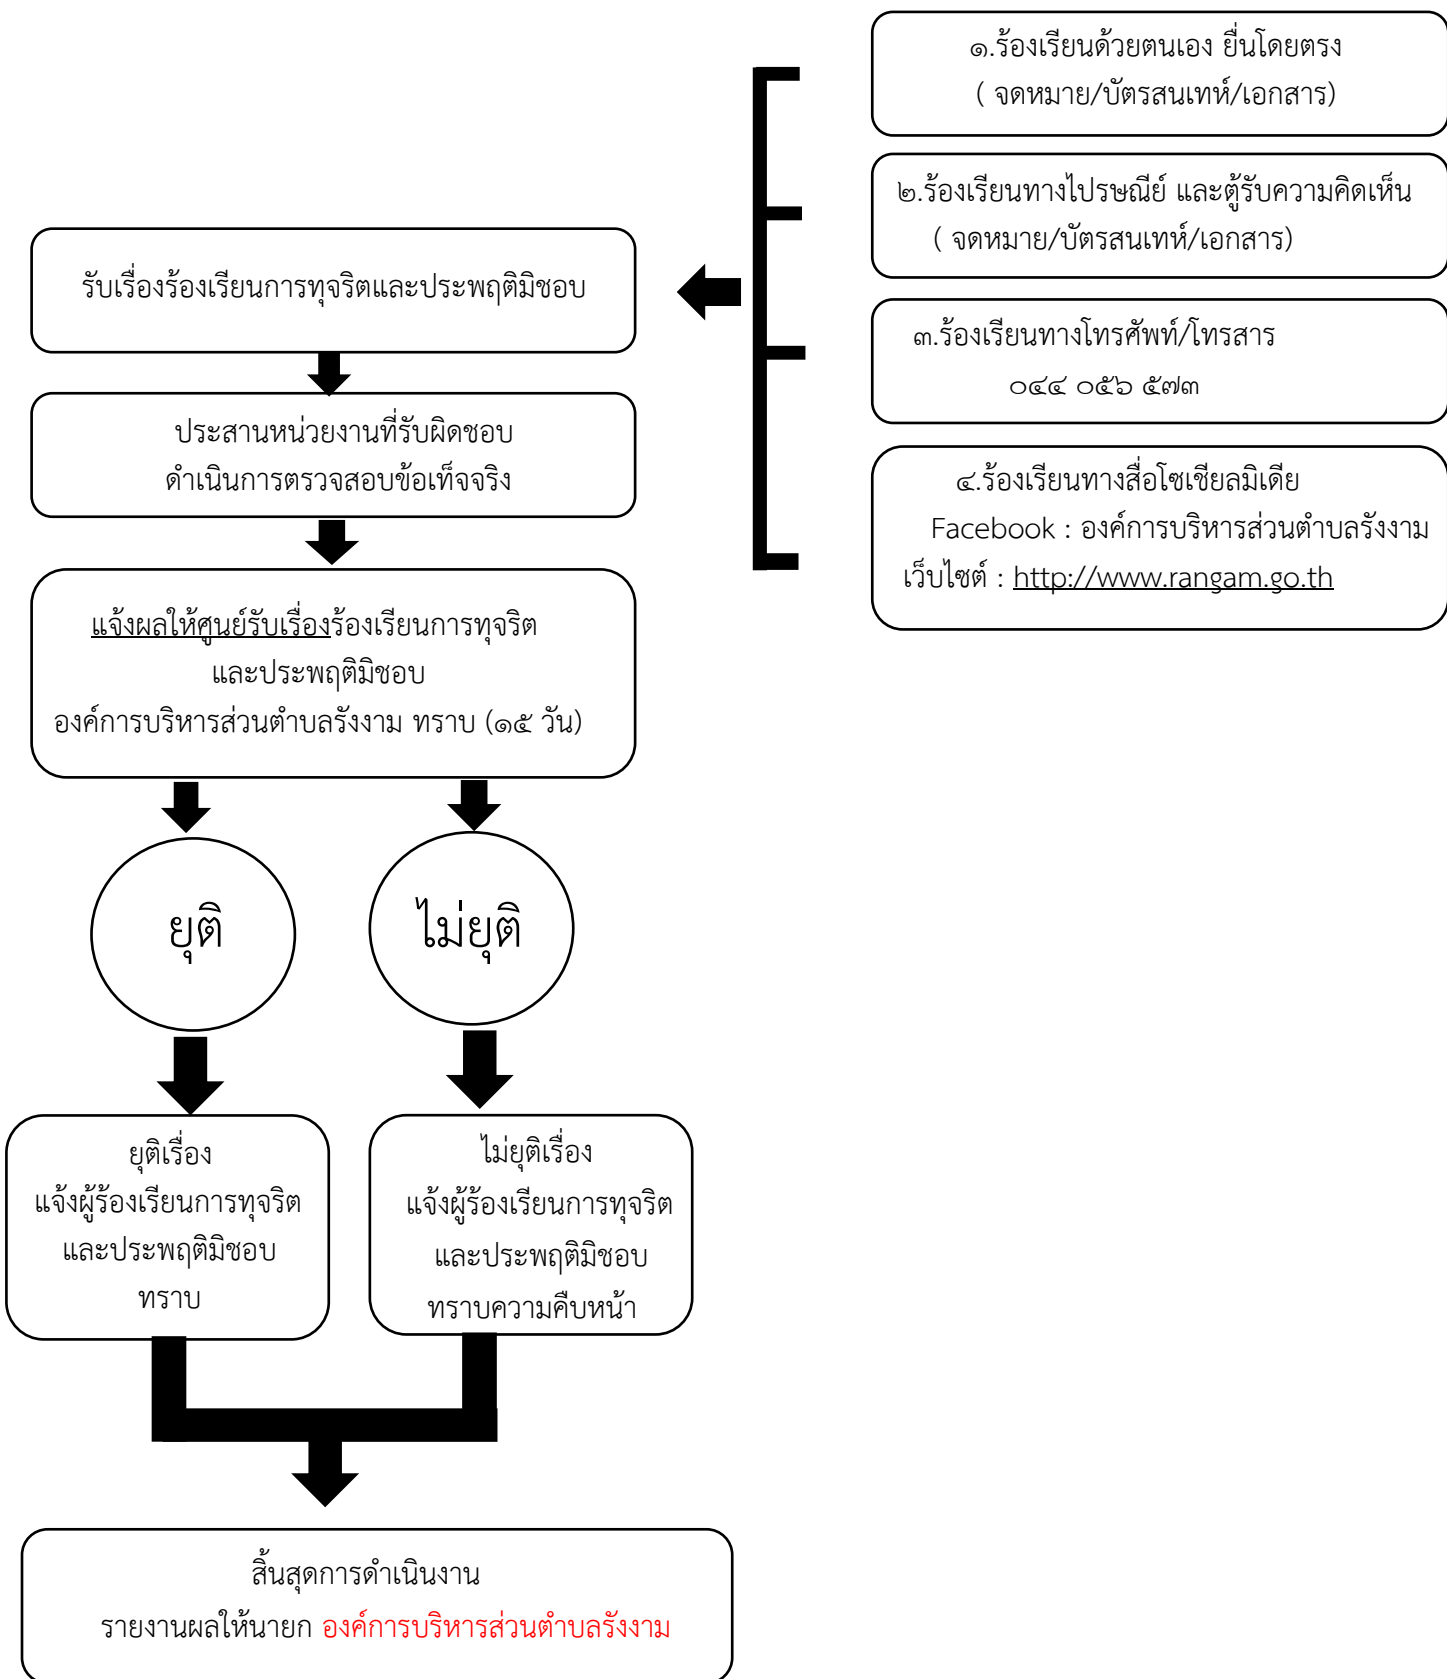 ๑.ร้องเรียนด้วยตนเอง ยื่นโดยตรง
( จดหมาย/บัตรสนเทห์/เอกสาร)
๒.ร้องเรียนทางไปรษณีย์ และตู้รับความคิดเห็น
( จดหมาย/บัตรสนเทห์/เอกสาร)
๓.ร้องเรียนทางโทรศัพท์/โทรสาร
๐๔๔ ๐๕๖ ๕๗๓
๔.ร้องเรียนทางสื่อโซเชียลมิเดีย
Facebook : องค์การบริหารส่วนตำบลรังงาม
เว็บไซต์ : http://www.rangam.go.th
รับเรื่องร้องเรียนการทุจริตและประพฤติมิชอบ
ประสานหน่วยงานที่รับผิดชอบ
ดำเนินการตรวจสอบข้อเท็จจริง
แจ้งผลให้ศูนย์รับเรื่องร้องเรียนการทุจริต
และประพฤติมิชอบ
องค์การบริหารส่วนตำบลรังงาม ทราบ (๑๕ วัน)
ยุติ
ไม่ยุติ
ยุติเรื่อง
แจ้งผู้ร้องเรียนการทุจริต
และประพฤติมิชอบ
ทราบ
ไม่ยุติเรื่อง
แจ้งผู้ร้องเรียนการทุจริต
และประพฤติมิชอบ
ทราบความคืบหน้า
สิ้นสุดการดำเนินงาน
รายงานผลให้นายก องค์การบริหารส่วนตำบลรังงาม